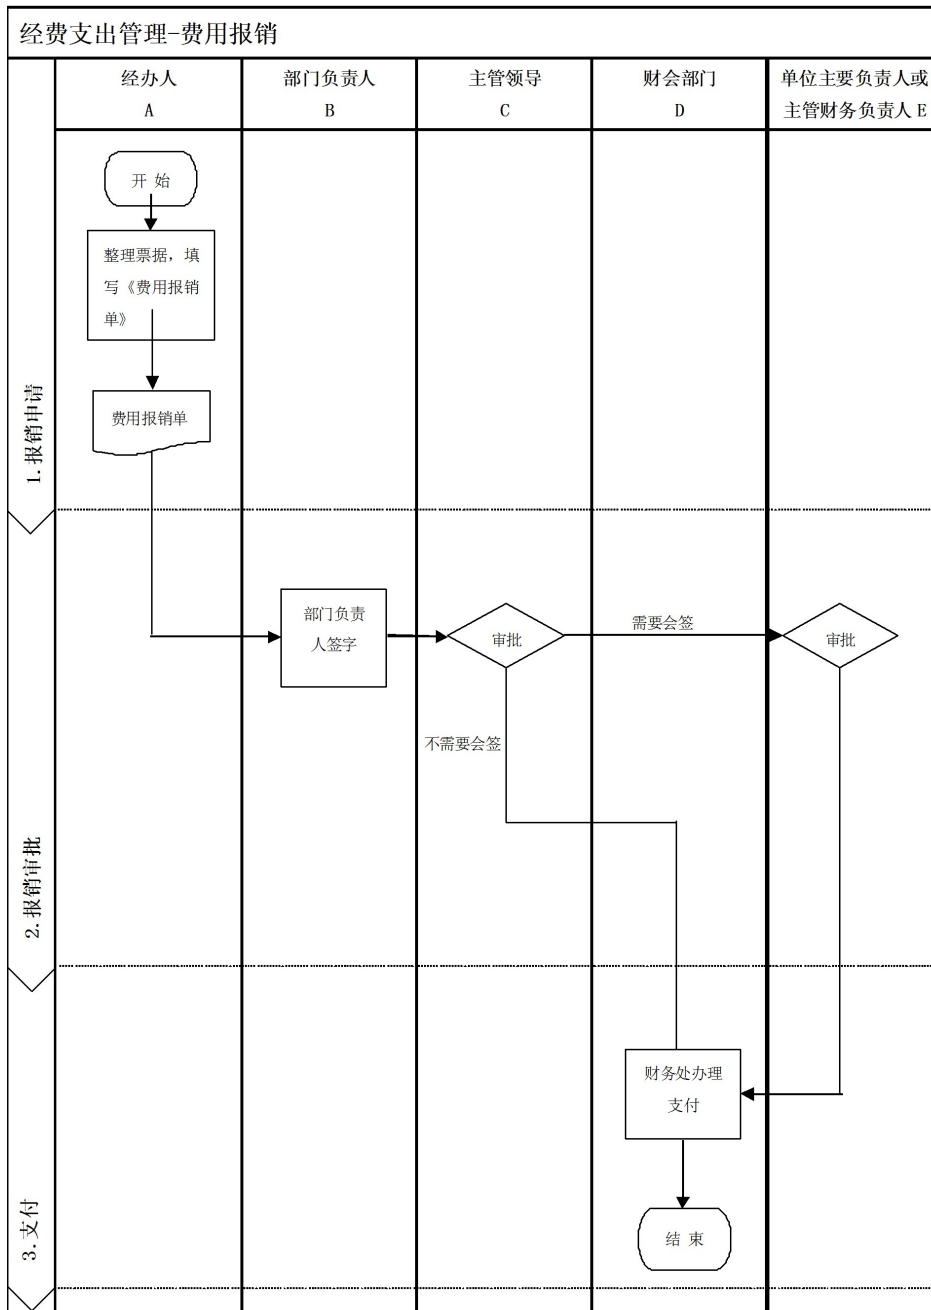 经费支出管理-费用报销
经办人
A
部门负责人
B
主管领导
C
财会部门
D
单位主要负责人或
主管财务负责人 E
开 始
整理票据，填
写《费用报销
单》
费用报销单
1.报销申请
部门负责
人签字
审批
需要会签
审批
不需要会签
2.报销审批
财务处办理
支付
结 束
3.支付